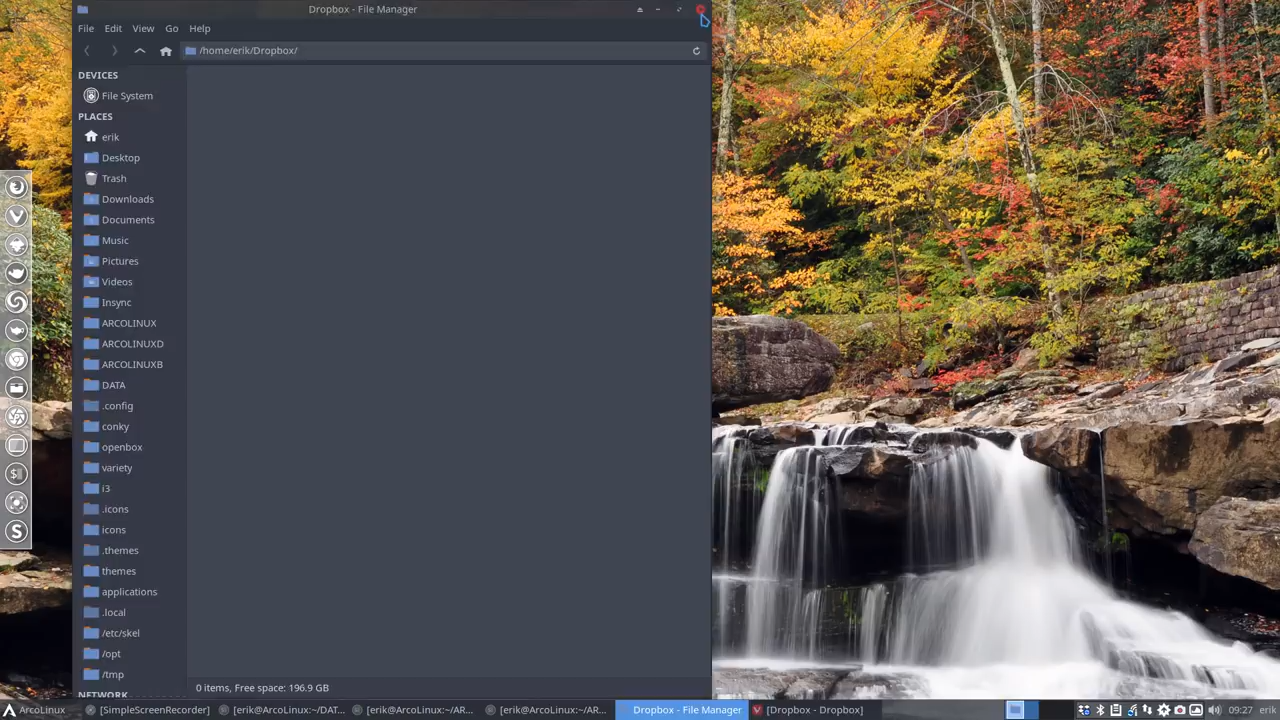 Dropbox - File Manager
File Edit View Go Help
/home/erik/Dropbox/
DEVICES
File System
PLACES
erik
Desktop
Trash
Downloads
Documents
Music
Pictures
Videos
Insync
ARCOLINUX
ARCOLINUXD
ARCOLINUXB
DATA
.config
conky
openbox
variety
i3
.icons
icons
.themes
themes
applications
.local
/etc/skel
/opt
/tmp
NETWORK
0 items, Free space: 196.9 GB
ArcoLinux [SimpleScreenRecorder] [erik@ArcoLinux:~/DAT... [erik@ArcoLinux:~/AR... [erik@ArcoLinux:~/AR... Dropbox - File Manager [Dropbox - Dropbox] 09:27 erik